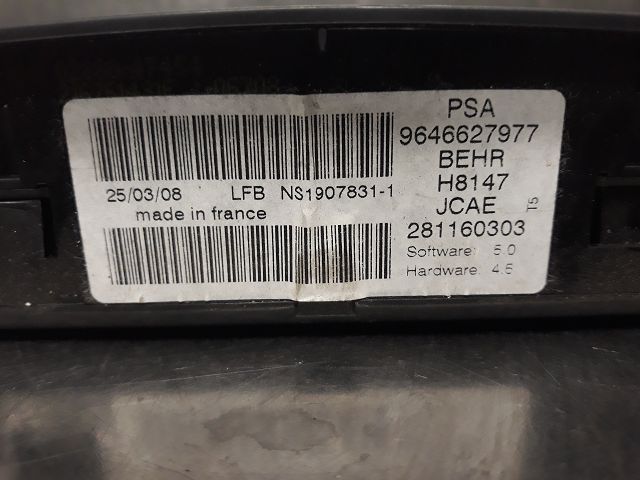 25/03/08 LFB NS1907831-1
made in france
PSA
9646627977
BEHR
H8147
JCAE
TS
281160303
Software: 5.0
Hardware: 4.5